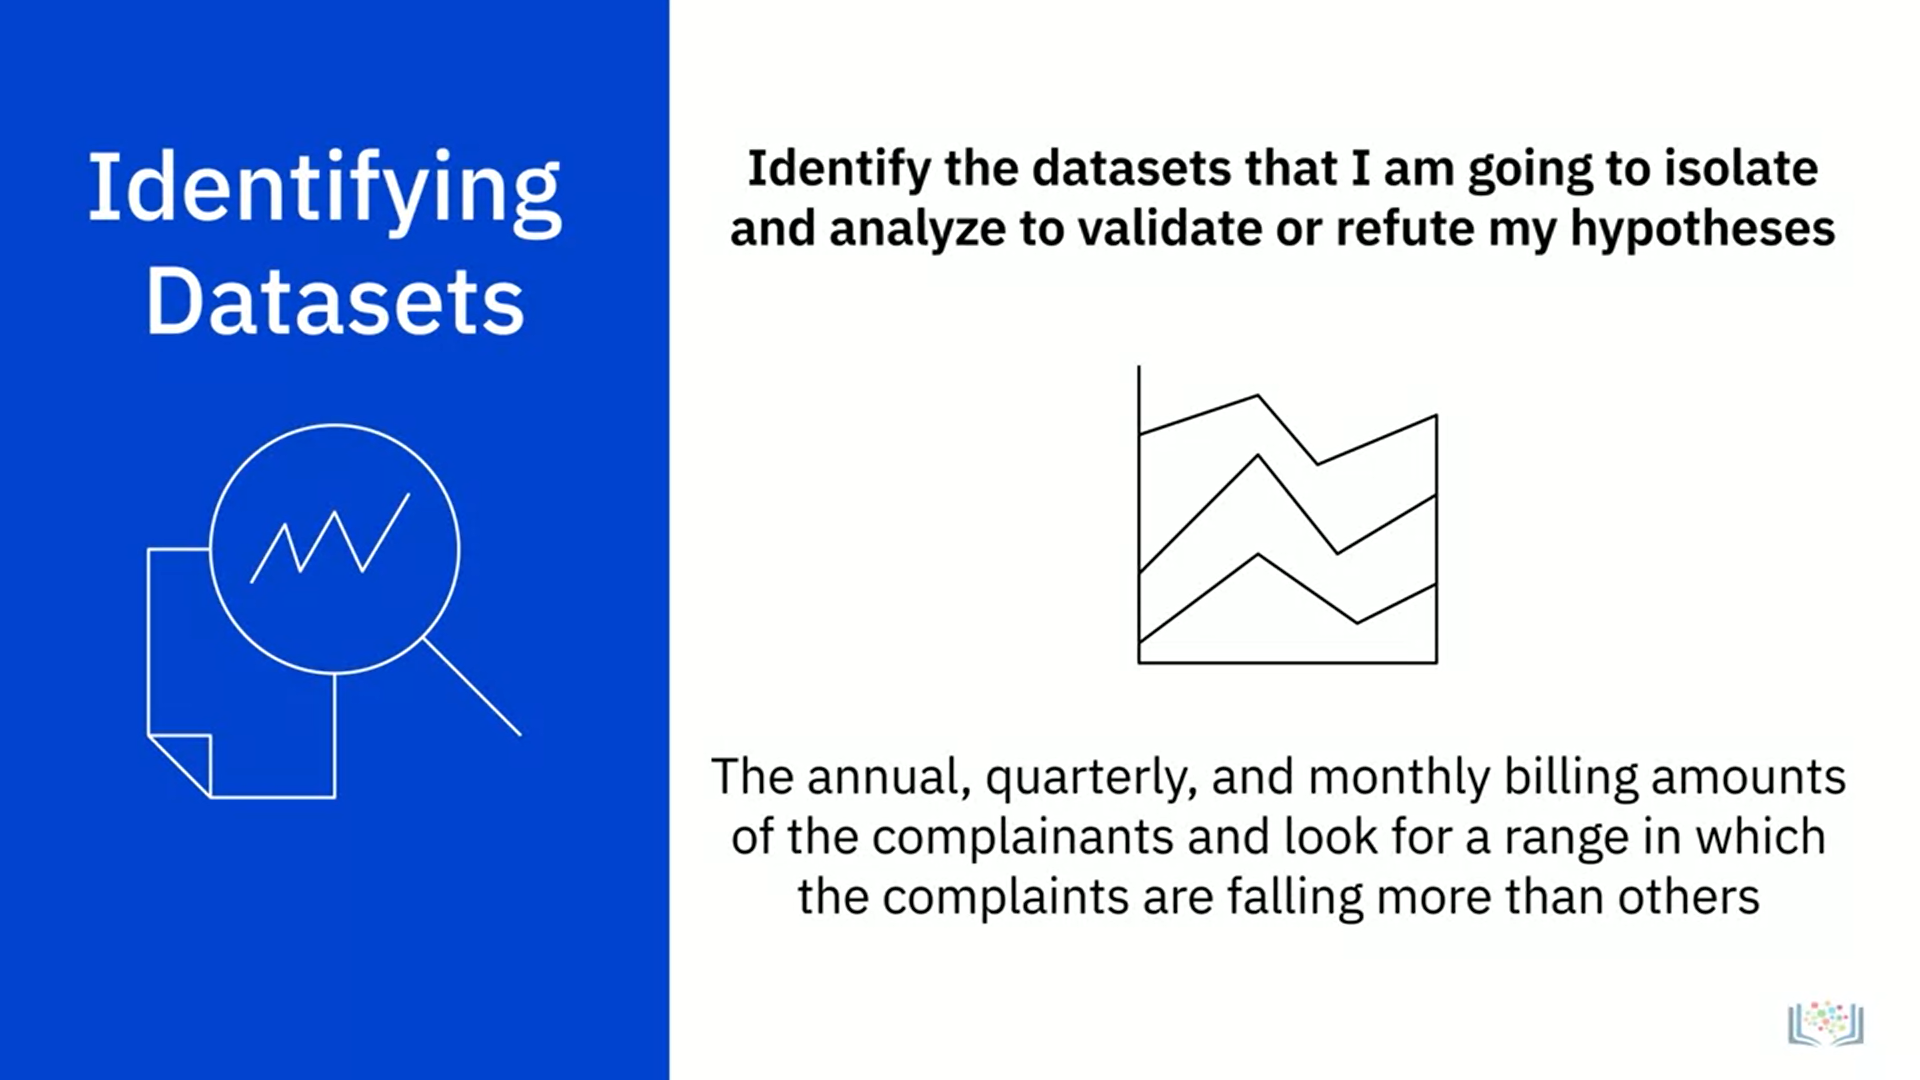 Identifying
Datasets
Identify the datasets that I am going to isolate
and analyze to validate or refute my hypotheses
The annual, quarterly, and monthly billing amounts
of the complainants and look for a range in which
the complaints are falling more than others